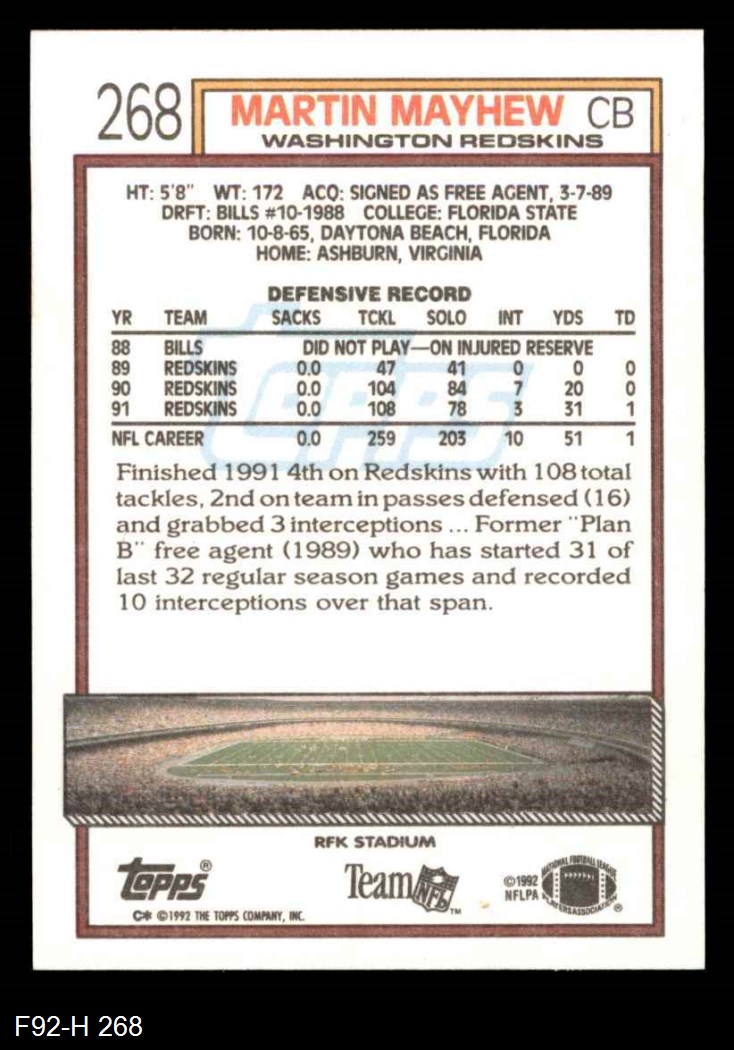 268 MARTIN MAYHEW CB
WASHINGTON REDSKINS
HT: 5'8" WT: 172 ACQ: SIGNED AS FREE AGENT, 3-7-89
DRFT: BILLS #10-1988 COLLEGE: FLORIDA STATE
BORN: 10-8-65, DAYTONA BEACH, FLORIDA
HOME: ASHBURN, VIRGINIA
DEFENSIVE RECORD
YR TEAM SACKS TCKL SOLO INT YDS TD
88 BILLS DID NOT PLAY—ON INJURED RESERVE
89 REDSKINS 0.0 47 41 0 0 0
90 REDSKINS 0.0 104 84 7 20 0
91 REDSKINS 0.0 108 78 3 31 1
NFL CAREER 0.0 259 203 10 51 1
topps
Finished 1991 4th on Redskins with 108 total
tackles, 2nd on team in passes defensed (16)
and grabbed 3 interceptions ... Former "Plan
B" free agent (1989) who has started 31 of
last 32 regular season games and recorded
10 interceptions over that span.
RFK STADIUM
topps®
Team NFL™
©1992
NFLPA
NATIONAL FOOTBALL LEAGUE
PLAYERS ASSOCIATION®
C* ©1992 THE TOPPS COMPANY, INC.
F92-H 268